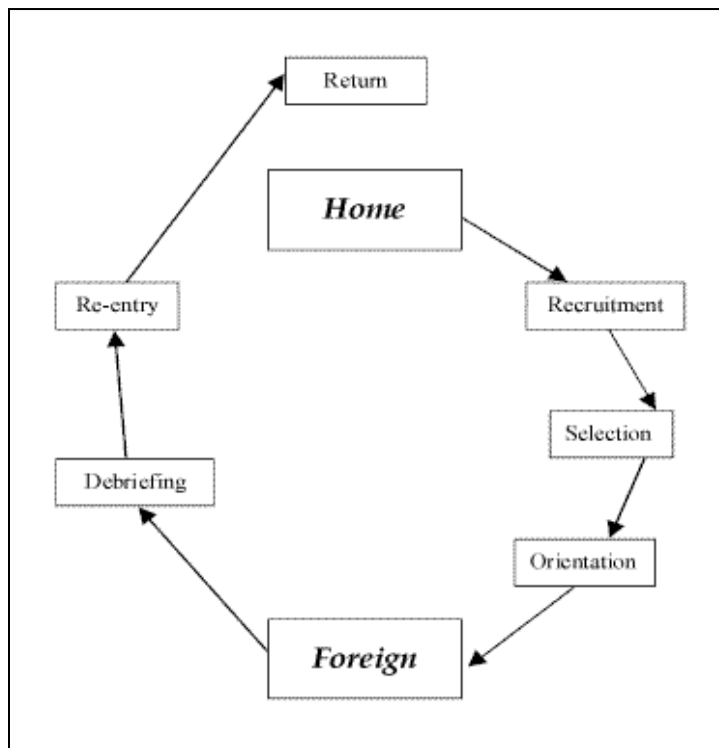 Return
Home
Re-entry
Recruitment
Selection
Debriefing
Orientation
Foreign